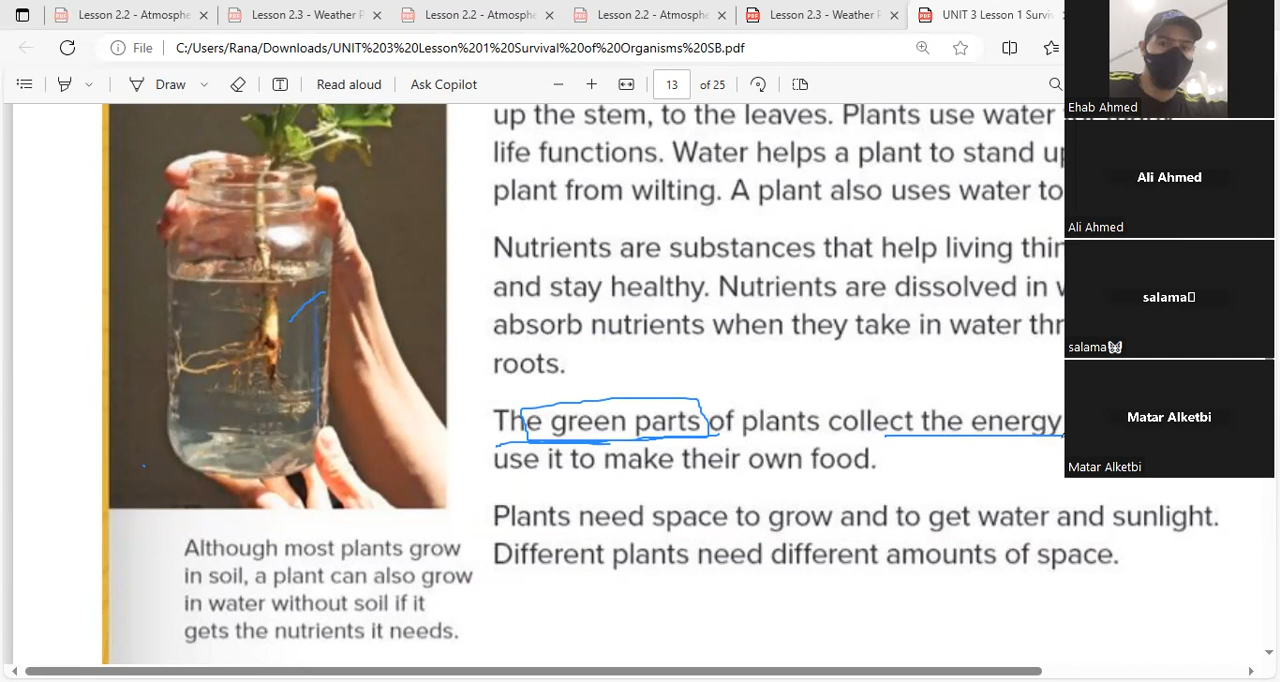 Lesson 2.2 - Atmosphe
Lesson 2.3 - Weather P
Lesson 2.2 - Atmosph
Lesson 2.2 - Atmosph
Lesson 2.3 - Weather P
UNIT 3 Lesson 1 Surviv
File
C:/Users/Rana/Downloads/UNIT%203%20Lesson%201%20Survival%20of%20Organisms%20SB.pdf
Draw
Read aloud
Ask Copilot
13
of 25
up the stem, to the leaves. Plants use water
life functions. Water helps a plant to stand up
plant from wilting. A plant also uses water to
Nutrients are substances that help living thin
and stay healthy. Nutrients are dissolved in w
absorb nutrients when they take in water thr
roots.
The green parts of plants collect the energy
use it to make their own food.
Plants need space to grow and to get water and sunlight.
Different plants need different amounts of space.
Although most plants grow
in soil, a plant can also grow
in water without soil if it
gets the nutrients it needs.
Ehab Ahmed
Ali Ahmed
Ali Ahmed
salama
salama
Matar Alketbi
Matar Alketbi